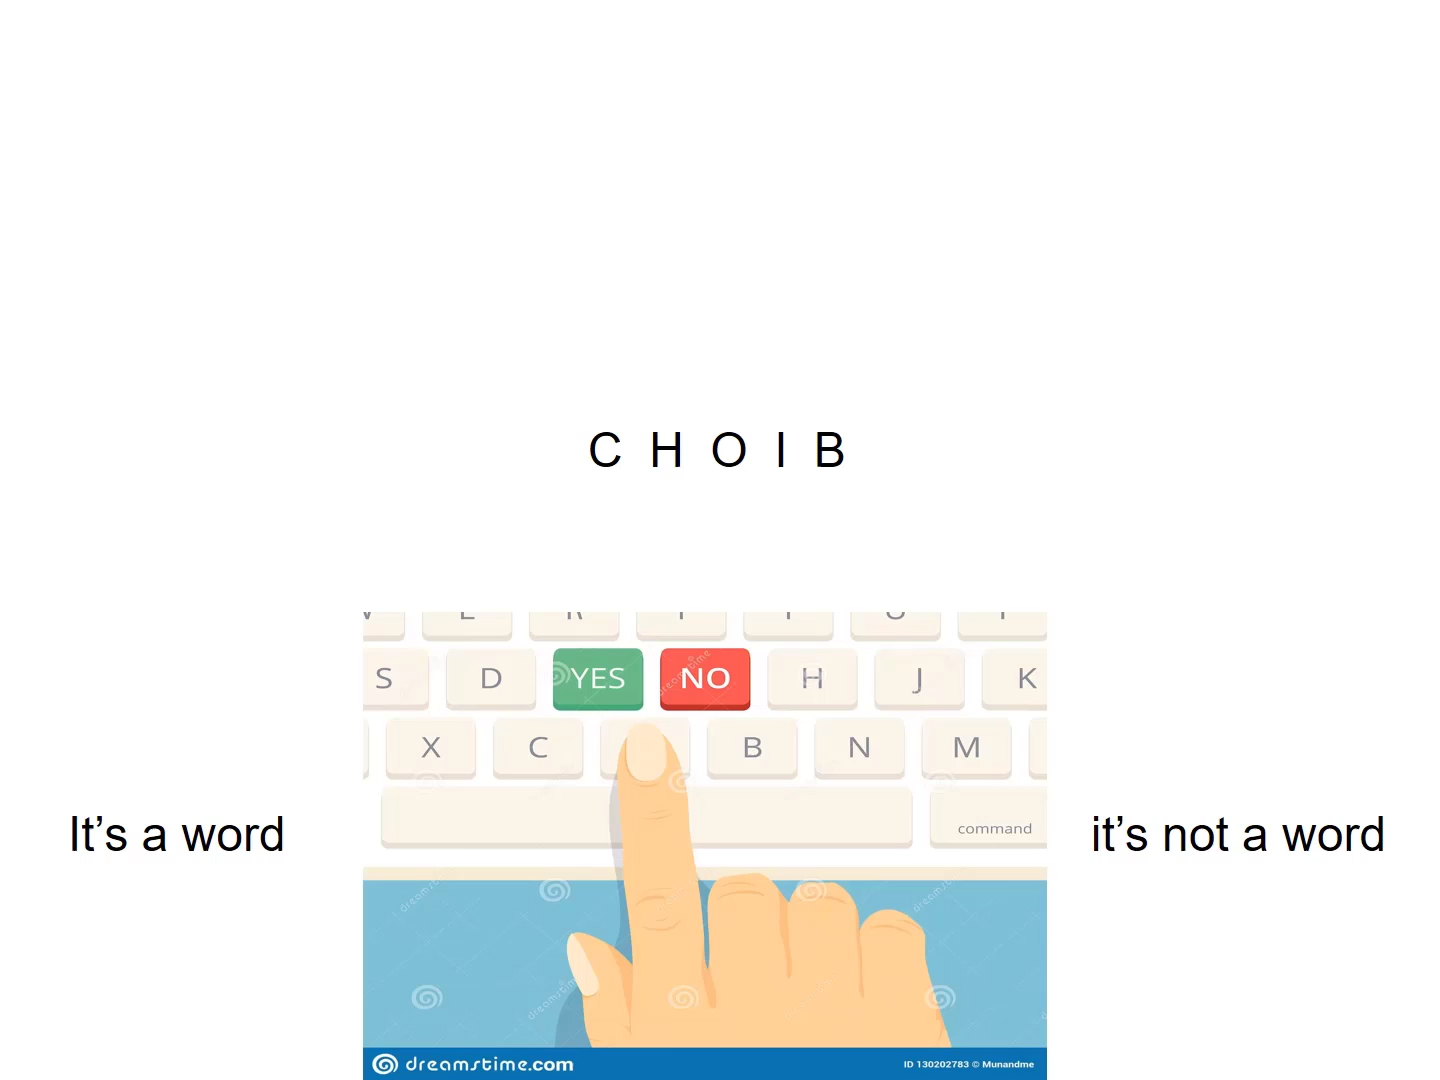 C H O I B
S D YES NO H J K
X C B N M
command
It's a word
it's not a word
dreamstime.com
ID 130202783 © Munandme